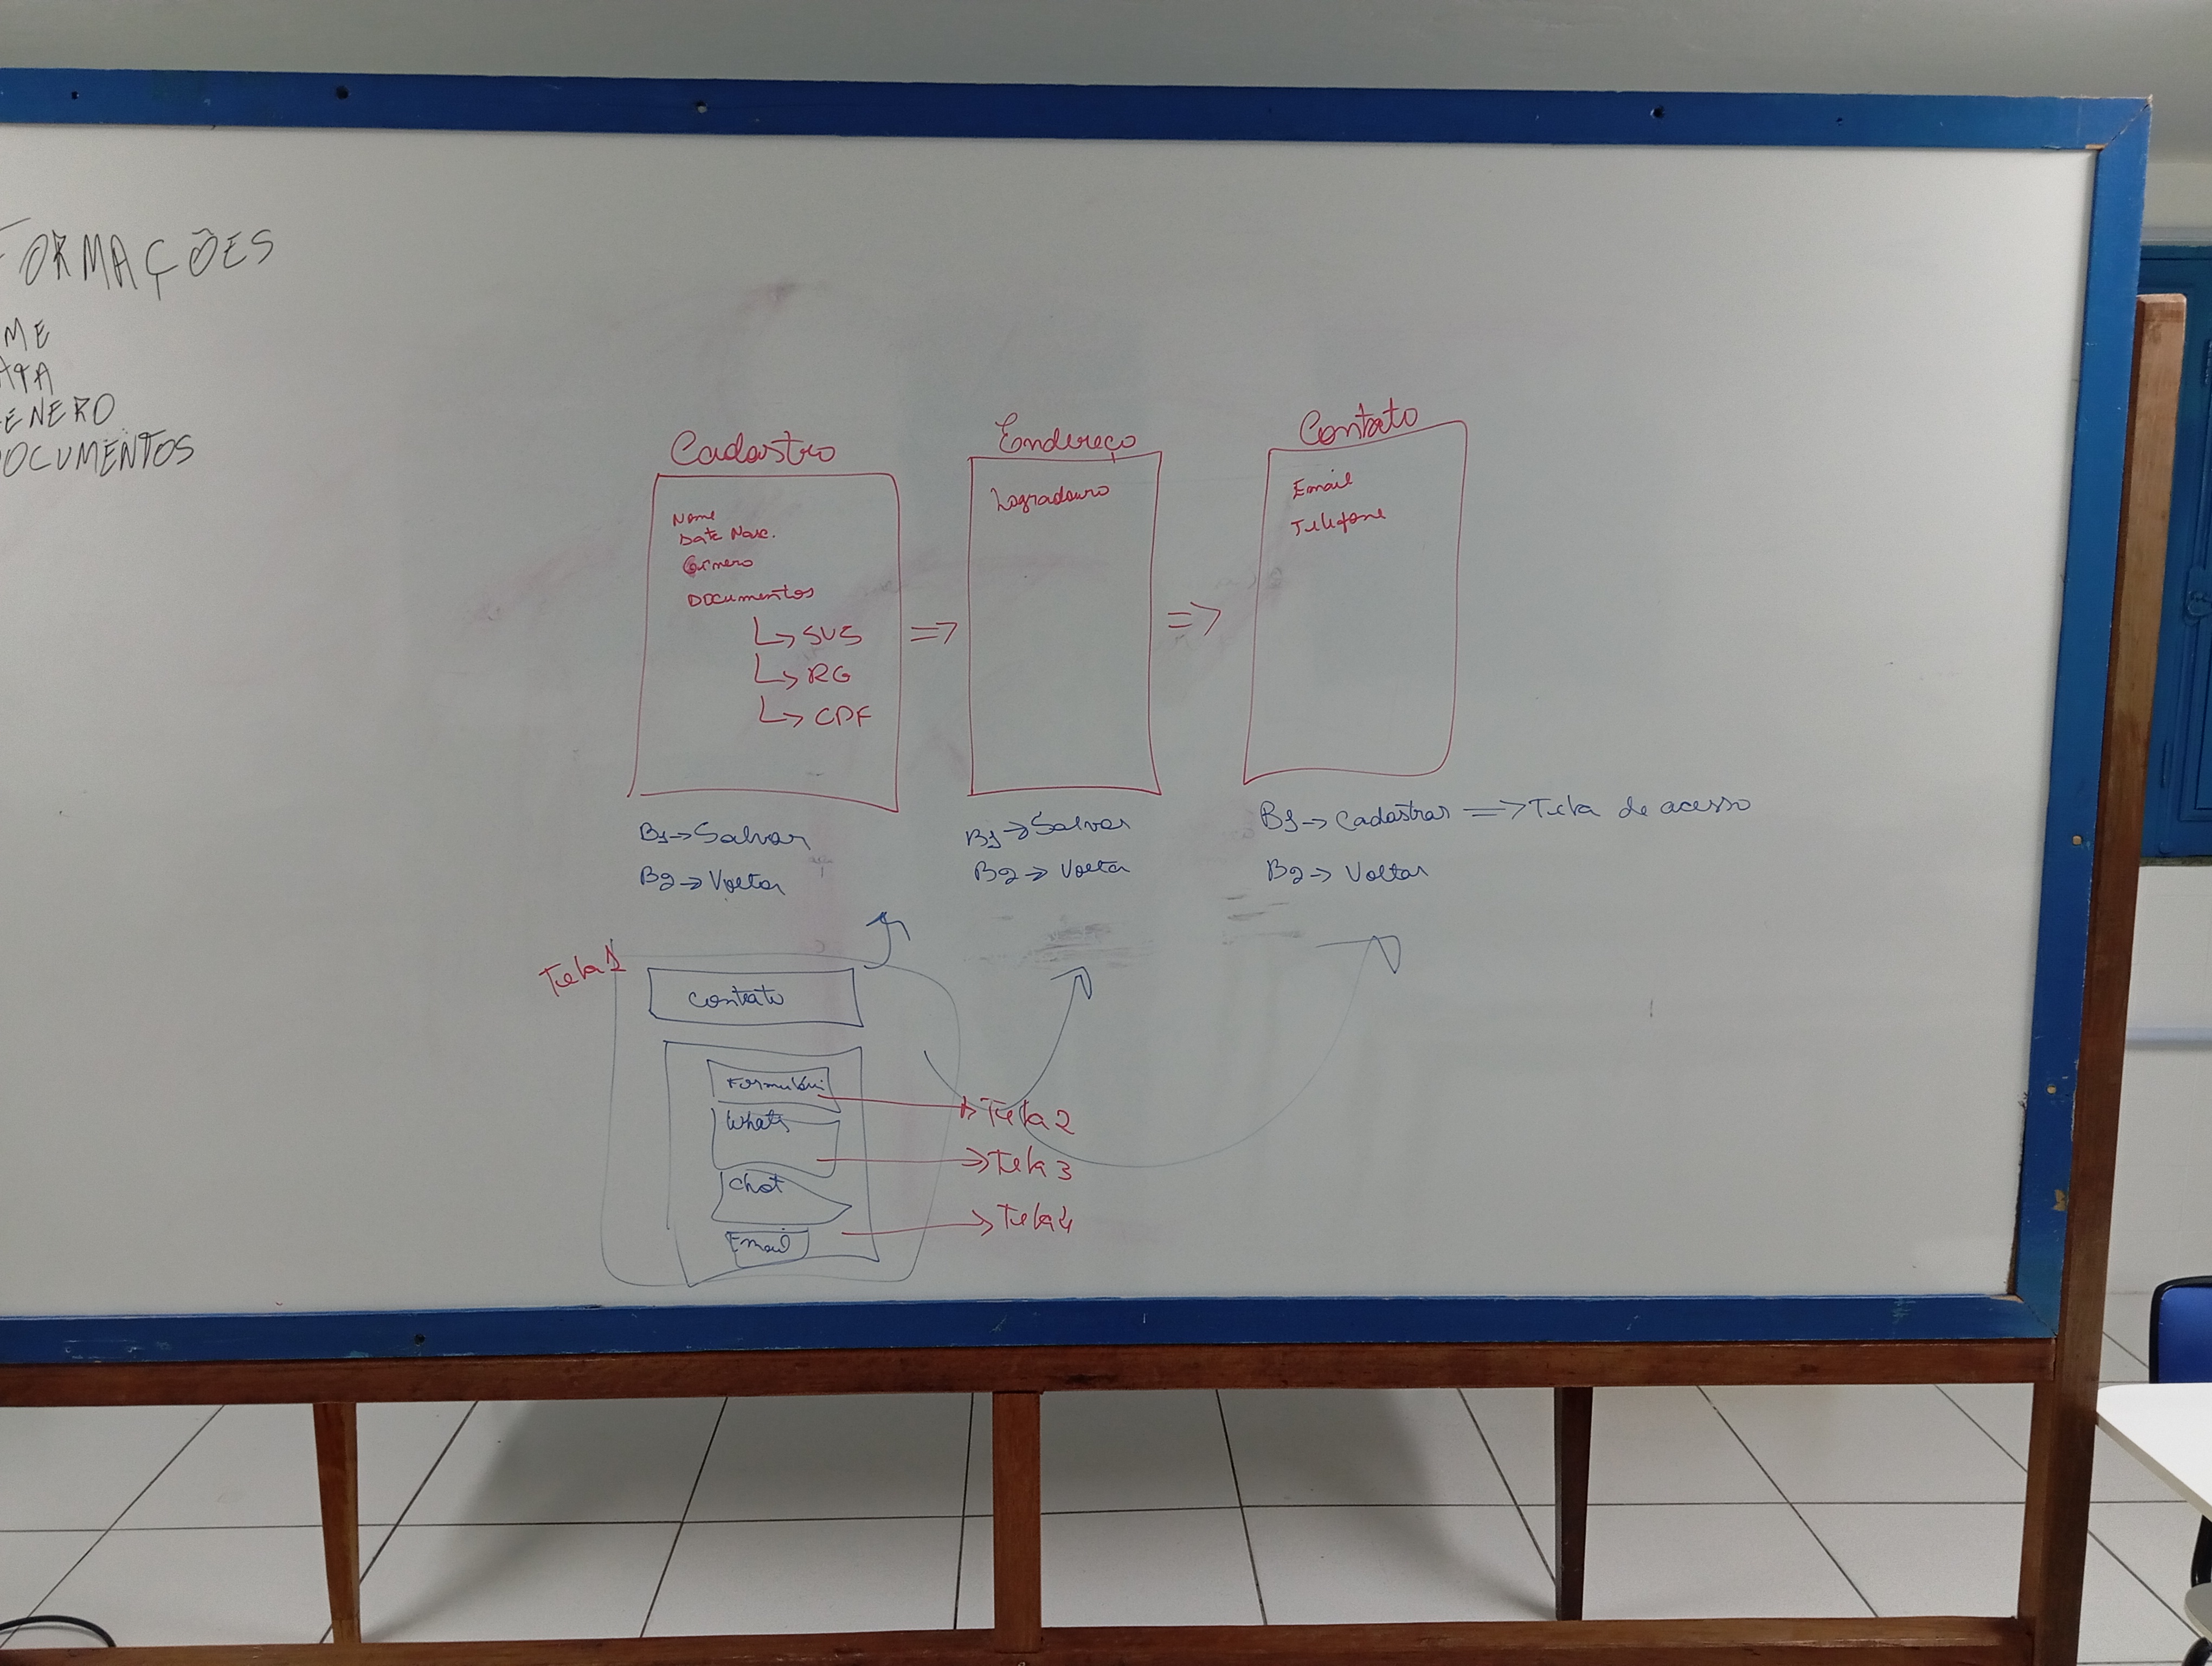 FORMAÇÕES
ME
ATA
ENERO
OCUMENTOS
Cadastro
Nome
Data Nasc.
Genero
Documentos
↳ SUS
↳ RG
↳ CPF
B1 → Salvar
B2 → Voltar
⇒
Endereço
Logradouro
B1 → Salvar
B2 → Voltar
⇒
Contato
Email
Telefone
B1 → Cadastrar ⇒ Tela de acesso
B2 → Voltar
Tela 1
Contato
Formulári
Whats
Chat
Email
→ Tela 2
→ Tela 3
→ Tela 4